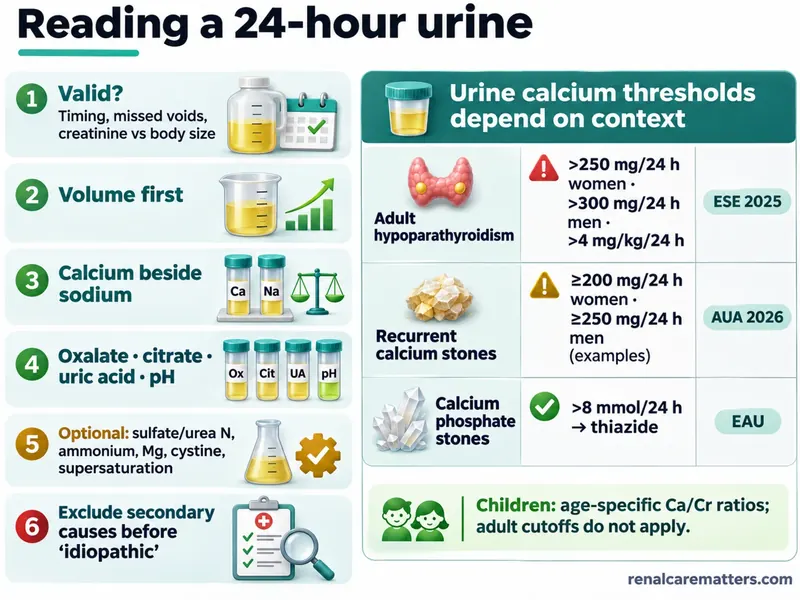 Reading a 24-hour urine
1
Valid?
Timing, missed voids,
creatinine vs body size
2
Volume first
3
Calcium beside
sodium
Ca
Na
4
Oxalate · citrate ·
uric acid · pH
Ox
Cit
UA
pH
5
Optional: sulfate/urea N,
ammonium, Mg, cystine,
supersaturation
6
Exclude secondary
causes before
‘idiopathic’
Urine calcium thresholds
depend on context
Adult
hypoparathyroidism
>250 mg/24 h
women ·
>300 mg/24 h
men ·
>4 mg/kg/24 h
ESE 2025
Recurrent
calcium stones
≥200 mg/24 h
women ·
≥250 mg/24 h
men
(examples)
AUA 2026
Calcium
phosphate
stones
>8 mmol/24 h
→ thiazide
EAU
Children: age-specific Ca/Cr ratios;
adult cutoffs do not apply.
renalcarematters.com